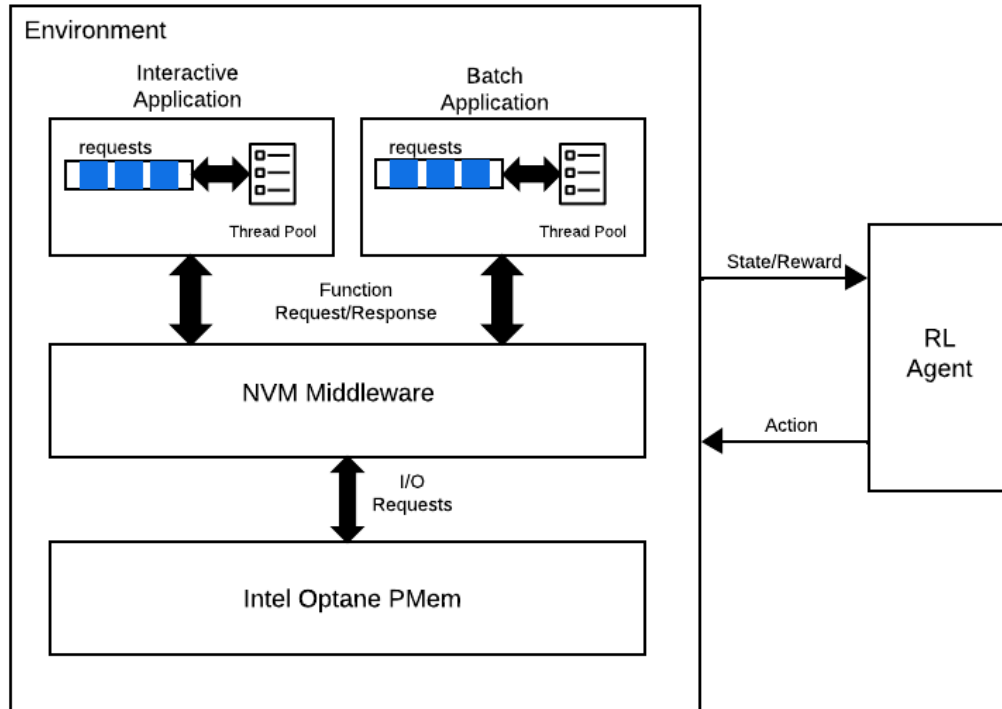 Environment
Interactive
Application
Batch
Application
requests
Thread Pool
requests
Thread Pool
Function
Request/Response
State/Reward
RL
Agent
NVM Middleware
Action
I/O
Requests
Intel Optane PMem